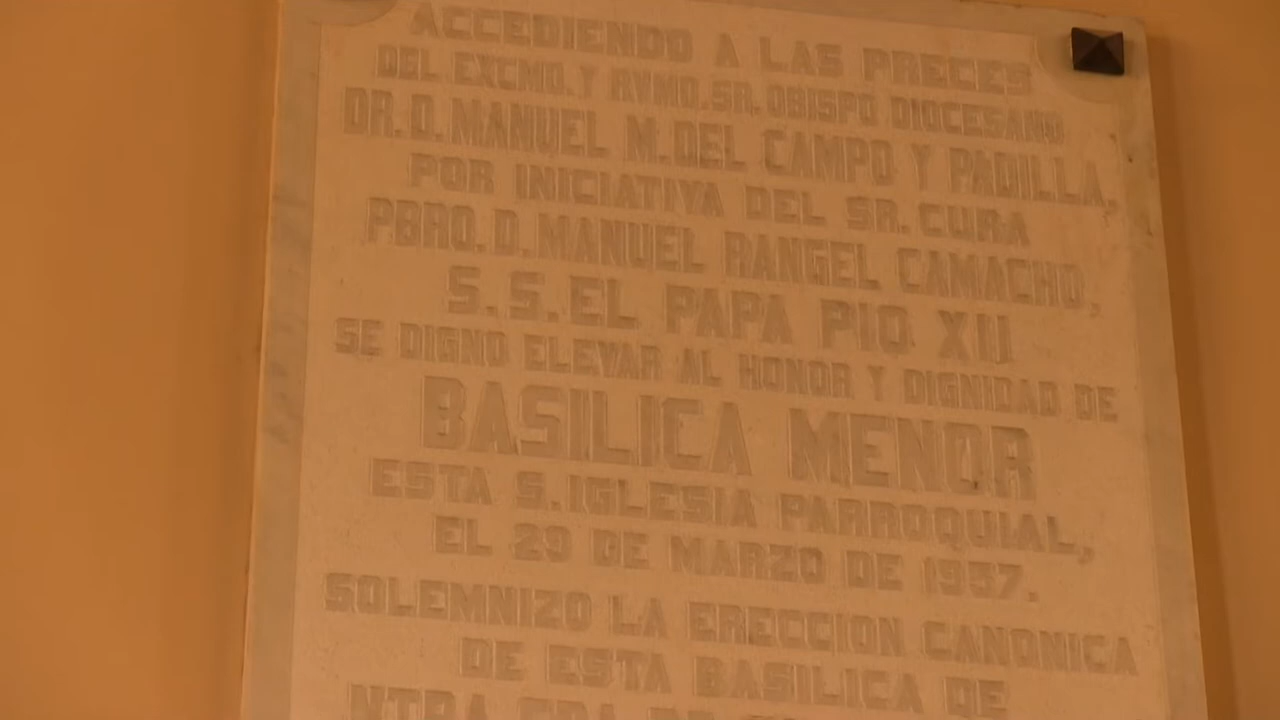 ACCEDIENDO A LAS PRECES
DEL EXCMO. Y RVMO. SR. OBISPO DIOCESANO
DR. D. MANUEL M. DEL CAMPO Y PADILLA,
POR INICIATIVA DEL SR. CURA
PBRO. D. MANUEL RANGEL CAMACHO,
S. S. EL PAPA PIO XII
SE DIGNO ELEVAR AL HONOR Y DIGNIDAD DE
BASILICA MENOR
ESTA S. IGLESIA PARROQUIAL,
EL 29 DE MARZO DE 1957.
SOLEMNIZO LA ERECCION CANONICA
DE ESTA BASILICA DE
NTRA